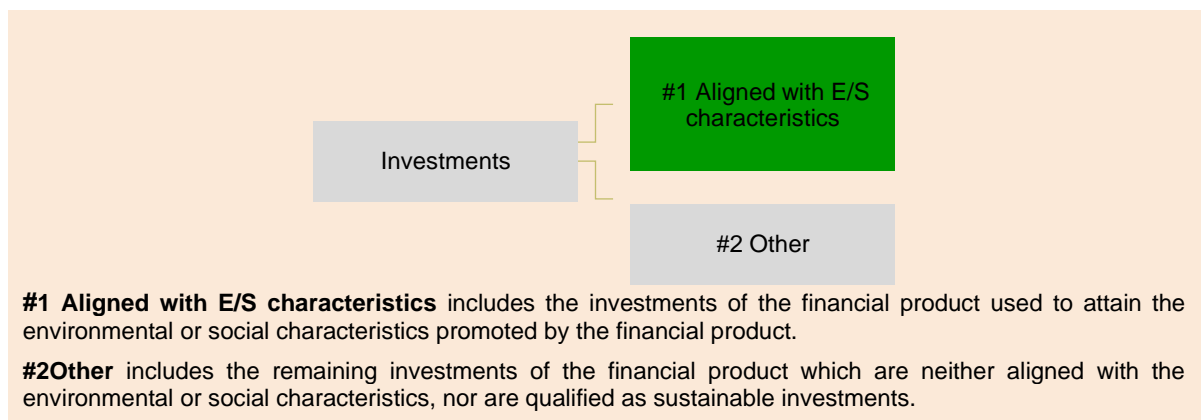 #1 Aligned with E/S
characteristics
Investments
#2 Other
#1 Aligned with E/S characteristics includes the investments of the financial product used to attain the
environmental or social characteristics promoted by the financial product.
#2Other includes the remaining investments of the financial product which are neither aligned with the
environmental or social characteristics, nor are qualified as sustainable investments.